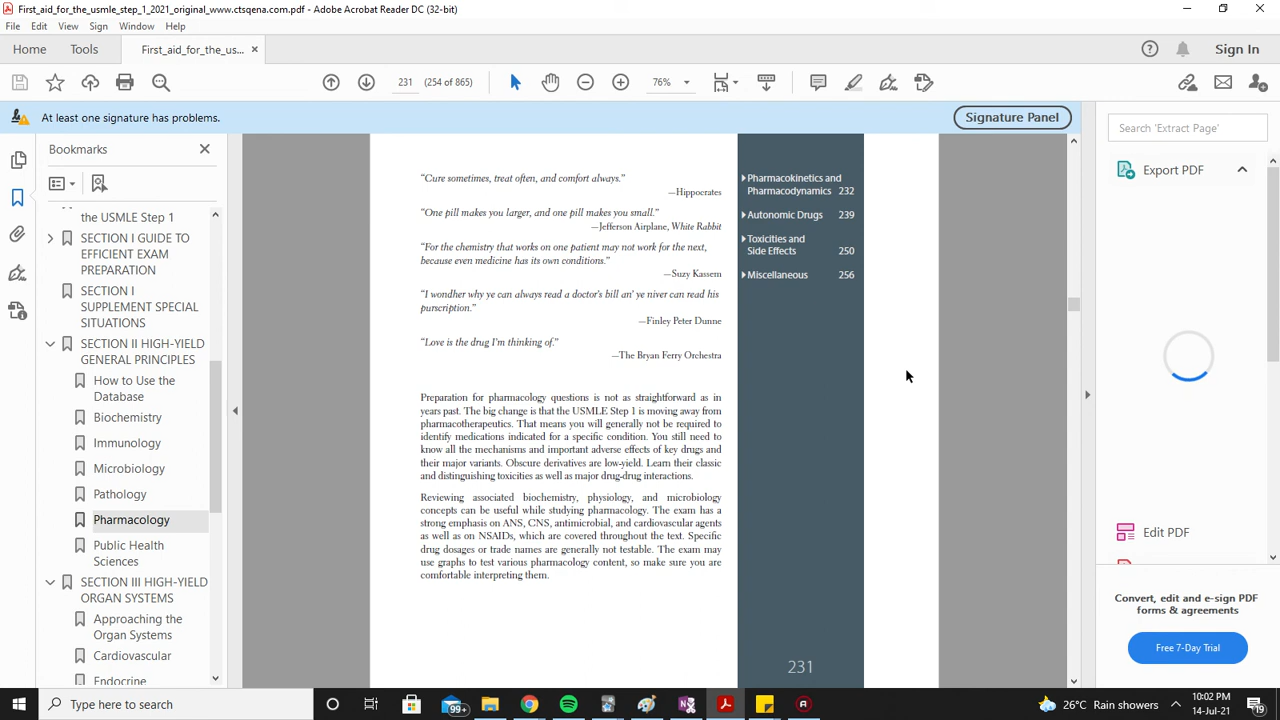 First_aid_for_the_usmle_step_1_2021_original_www.ctsqena.com.pdf - Adobe Acrobat Reader DC (32-bit)
File Edit View Sign Window Help
Home Tools First_aid_for_the_us... × Sign In
231 (254 of 865) 76%
At least one signature has problems. Signature Panel
Bookmarks
the USMLE Step 1
SECTION I GUIDE TO
EFFICIENT EXAM
PREPARATION
SECTION I
SUPPLEMENT SPECIAL
SITUATIONS
SECTION II HIGH-YIELD
GENERAL PRINCIPLES
How to Use the
Database
Biochemistry
Immunology
Microbiology
Pathology
Pharmacology
Public Health
Sciences
SECTION III HIGH-YIELD
ORGAN SYSTEMS
Approaching the
Organ Systems
Cardiovascular
Endocrine
“Cure sometimes, treat often, and comfort always.”
—Hippocrates
“One pill makes you larger, and one pill makes you small.”
—Jefferson Airplane, White Rabbit
“For the chemistry that works on one patient may not work for the next,
because even medicine has its own conditions.”
—Suzy Kassem
“I wondher why ye can always read a doctor’s bill an’ ye niver can read his
purscription.”
—Finley Peter Dunne
“Love is the drug I’m thinking of.”
—The Bryan Ferry Orchestra
Preparation for pharmacology questions is not as straightforward as in
years past. The big change is that the USMLE Step 1 is moving away from
pharmacotherapeutics. That means you will generally not be required to
identify medications indicated for a specific condition. You still need to
know all the mechanisms and important adverse effects of key drugs and
their major variants. Obscure derivatives are low-yield. Learn their classic
and distinguishing toxicities as well as major drug-drug interactions.
Reviewing associated biochemistry, physiology, and microbiology
concepts can be useful while studying pharmacology. The exam has a
strong emphasis on ANS, CNS, antimicrobial, and cardiovascular agents
as well as on NSAIDs, which are covered throughout the text. Specific
drug dosages or trade names are generally not testable. The exam may
use graphs to test various pharmacology content, so make sure you are
comfortable interpreting them.
Pharmacokinetics and
Pharmacodynamics 232
Autonomic Drugs 239
Toxicities and
Side Effects 250
Miscellaneous 256
231
Search 'Extract Page'
Export PDF
Edit PDF
Convert, edit and e-sign PDF
forms & agreements
Free 7-Day Trial
Type here to search
99+
26°C Rain showers
10:02 PM
14-Jul-21
19